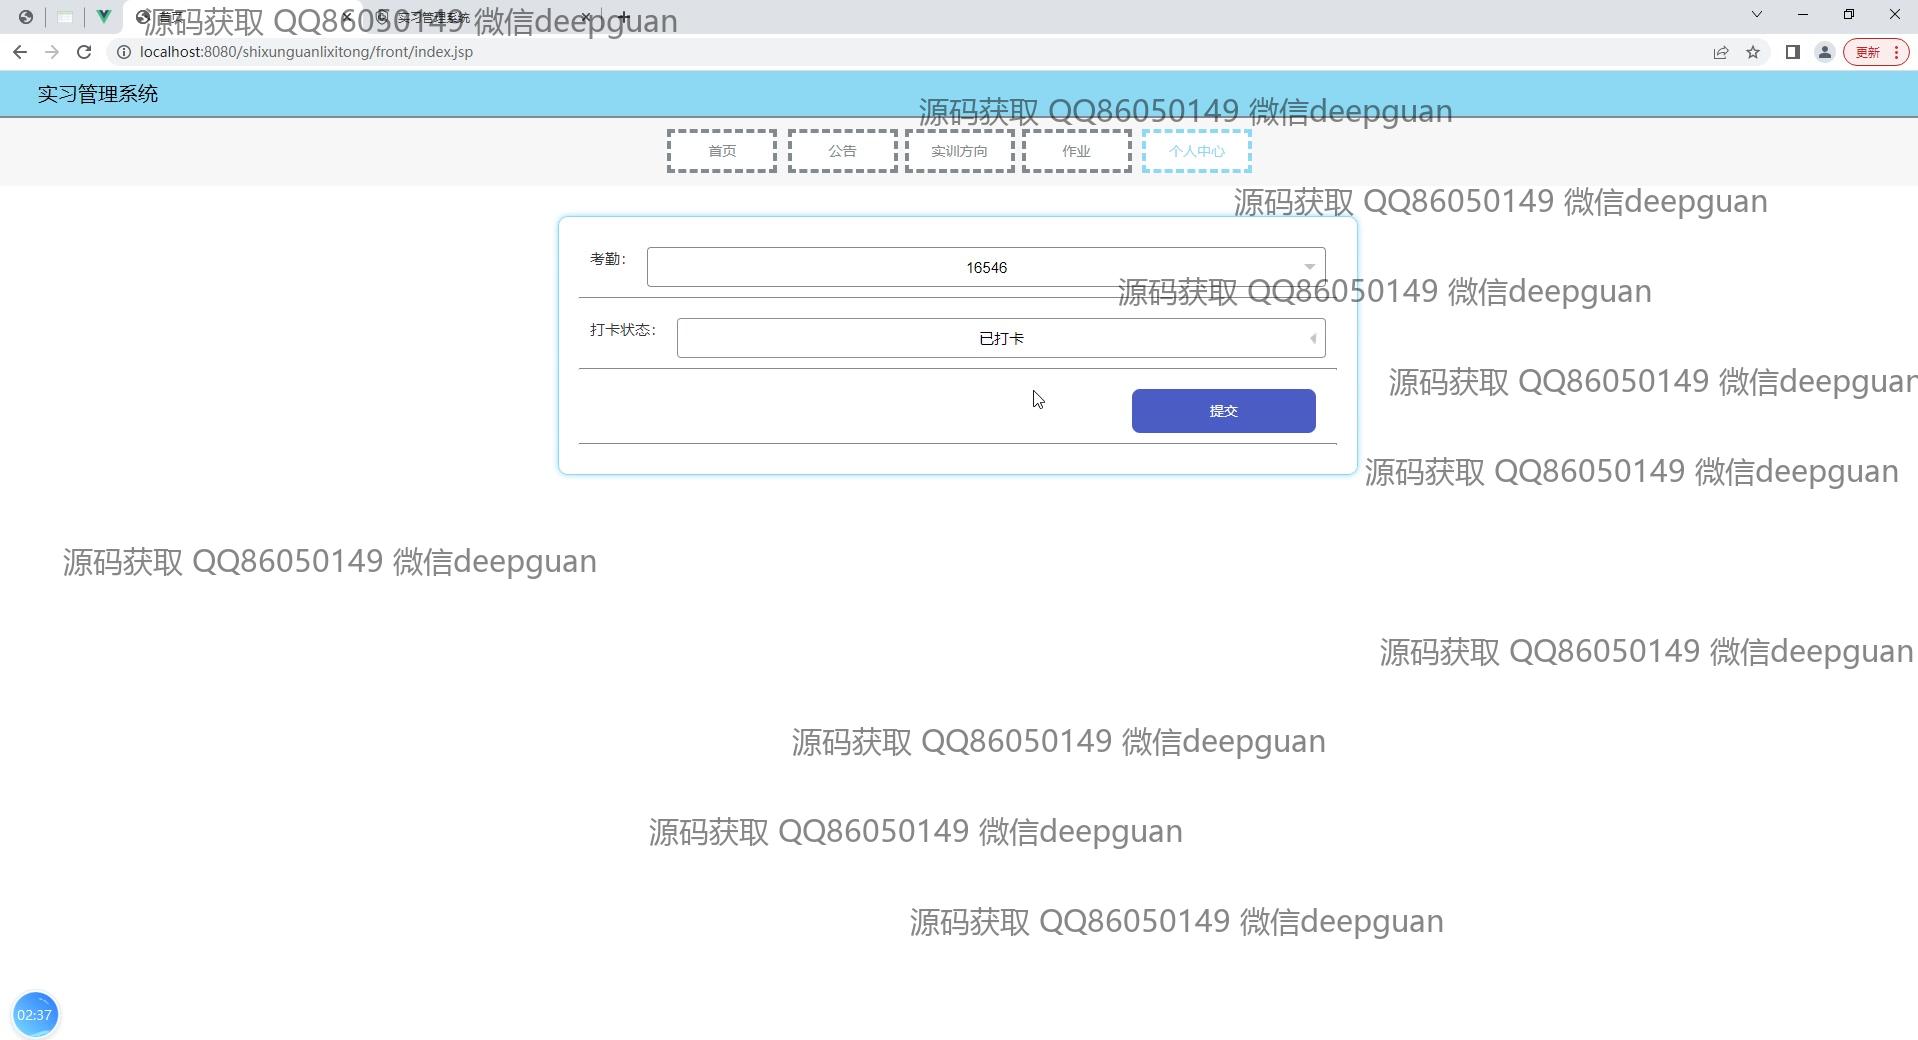 首页
实习管理系统
源码获取 QQ86050149 微信deepguan
localhost:8080/shixunguanlixitong/front/index.jsp
更新
实习管理系统
源码获取 QQ86050149 微信deepguan
首页
公告
实训方向
作业
个人中心
源码获取 QQ86050149 微信deepguan
考勤：
16546
源码获取 QQ86050149 微信deepguan
打卡状态：
已打卡
源码获取 QQ86050149 微信deepguan
提交
源码获取 QQ86050149 微信deepguan
源码获取 QQ86050149 微信deepguan
源码获取 QQ86050149 微信deepguan
源码获取 QQ86050149 微信deepguan
源码获取 QQ86050149 微信deepguan
源码获取 QQ86050149 微信deepguan
02:37